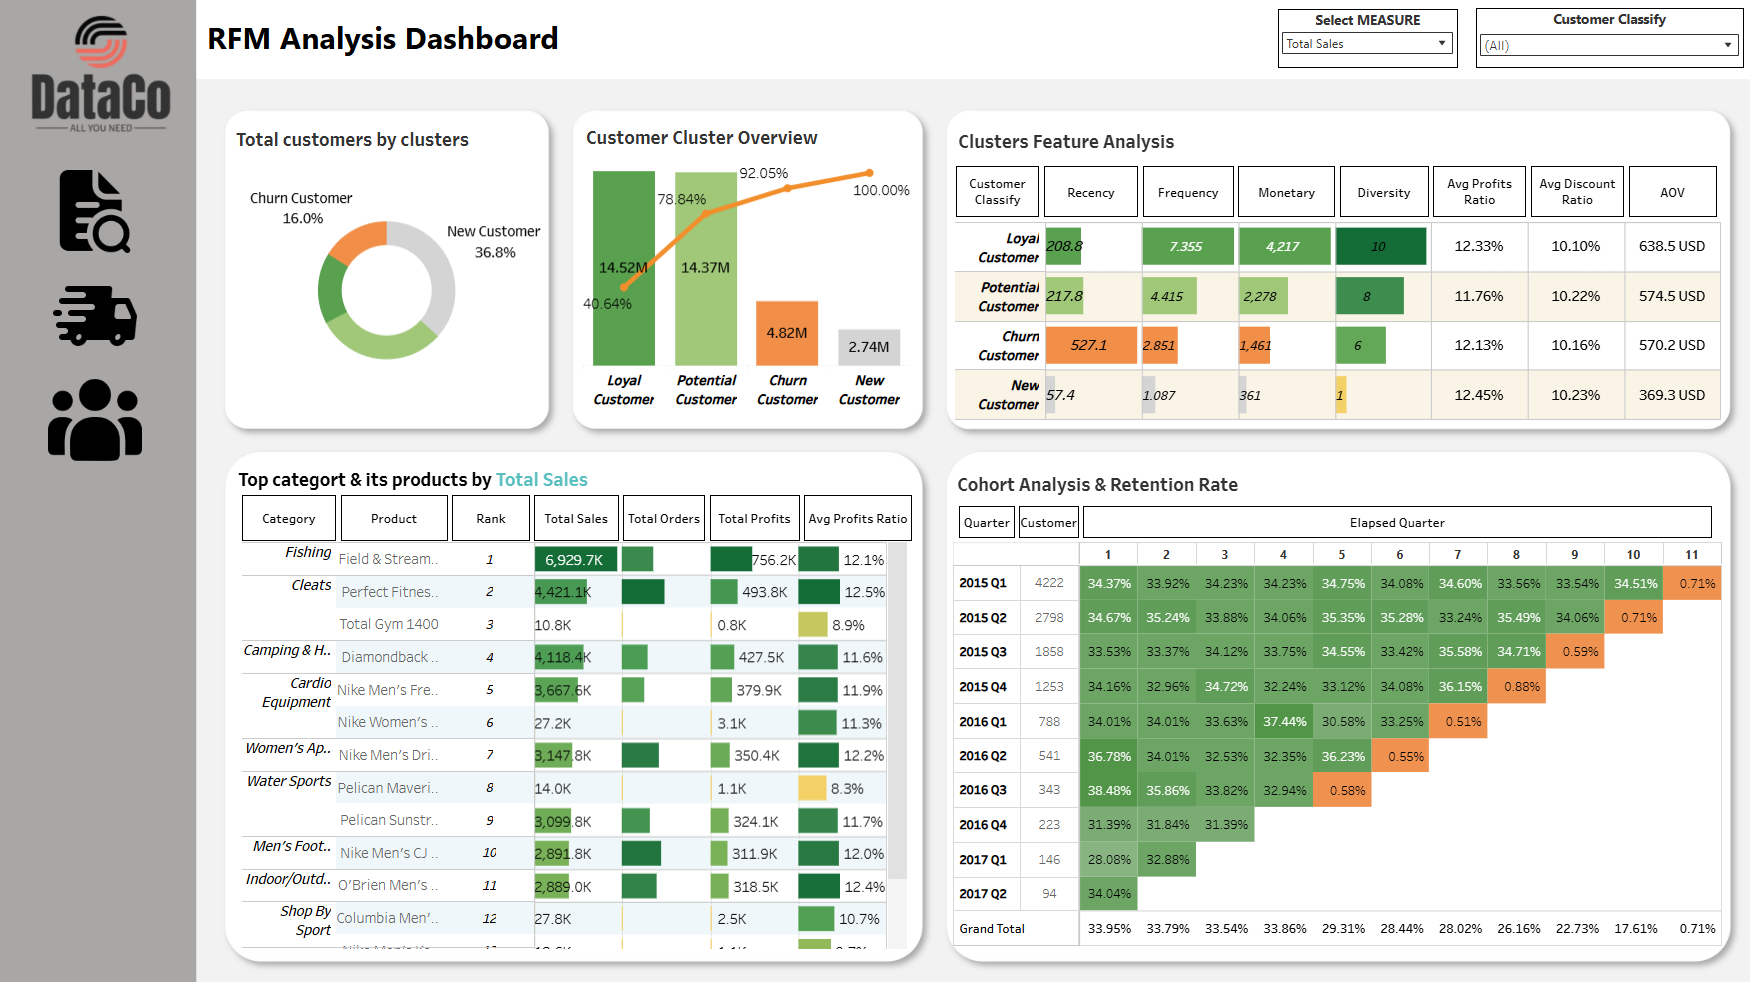 DataCo
ALL YOU NEED
RFM Analysis Dashboard
Select MEASURE
Total Sales
Customer Classify
(All)
Total customers by clusters
Churn Customer
16.0%
New Customer
36.8%
Customer Cluster Overview
92.05%
100.00%
78.84%
14.52M 14.37M
40.64%
4.82M
2.74M
Loyal Customer
Potential Customer
Churn Customer
New Customer
Clusters Feature Analysis
Customer Classify Recency Frequency Monetary Diversity Avg Profits Ratio Avg Discount Ratio AOV
Loyal Customer 208.8 7.355 4,217 10 12.33% 10.10% 638.5 USD
Potential Customer 217.8 4.415 2,278 8 11.76% 10.22% 574.5 USD
Churn Customer 527.1 2.851 1,461 6 12.13% 10.16% 570.2 USD
New Customer 57.4 1.087 361 1 12.45% 10.23% 369.3 USD
Top categort & its products by Total Sales
Category Product Rank Total Sales Total Orders Total Profits Avg Profits Ratio
Fishing Field & Stream.. 1 6,929.7K 756.2K 12.1%
Cleats Perfect Fitnes.. 2 4,421.1K 493.8K 12.5%
Total Gym 1400 3 10.8K 0.8K 8.9%
Camping & H.. Diamondback .. 4 4,118.4K 427.5K 11.6%
Cardio Equipment Nike Men's Fre.. 5 3,667.6K 379.9K 11.9%
Nike Women's .. 6 27.2K 3.1K 11.3%
Women's Ap.. Nike Men's Dri.. 7 3,147.8K 350.4K 12.2%
Water Sports Pelican Maveri.. 8 14.0K 1.1K 8.3%
Pelican Sunstr.. 9 3,099.8K 324.1K 11.7%
Men's Foot.. Nike Men's CJ .. 10 2,891.8K 311.9K 12.0%
Indoor/Outd.. O'Brien Men's .. 11 2,889.0K 318.5K 12.4%
Shop By Sport Columbia Men'.. 12 27.8K 2.5K 10.7%
Cohort Analysis & Retention Rate
Quarter Customer Elapsed Quarter
1 2 3 4 5 6 7 8 9 10 11
2015 Q1 4222 34.37% 33.92% 34.23% 34.23% 34.75% 34.08% 34.60% 33.56% 33.54% 34.51% 0.71%
2015 Q2 2798 34.67% 35.24% 33.88% 34.06% 35.35% 35.28% 33.24% 35.49% 34.06% 0.71%
2015 Q3 1858 33.53% 33.37% 34.12% 33.75% 34.55% 33.42% 35.58% 34.71% 0.59%
2015 Q4 1253 34.16% 32.96% 34.72% 32.24% 33.12% 34.08% 36.15% 0.88%
2016 Q1 788 34.01% 34.01% 33.63% 37.44% 30.58% 33.25% 0.51%
2016 Q2 541 36.78% 34.01% 32.53% 32.35% 36.23% 0.55%
2016 Q3 343 38.48% 35.86% 33.82% 32.94% 0.58%
2016 Q4 223 31.39% 31.84% 31.39%
2017 Q1 146 28.08% 32.88%
2017 Q2 94 34.04%
Grand Total 33.95% 33.79% 33.54% 33.86% 29.31% 28.44% 28.02% 26.16% 22.73% 17.61% 0.71%